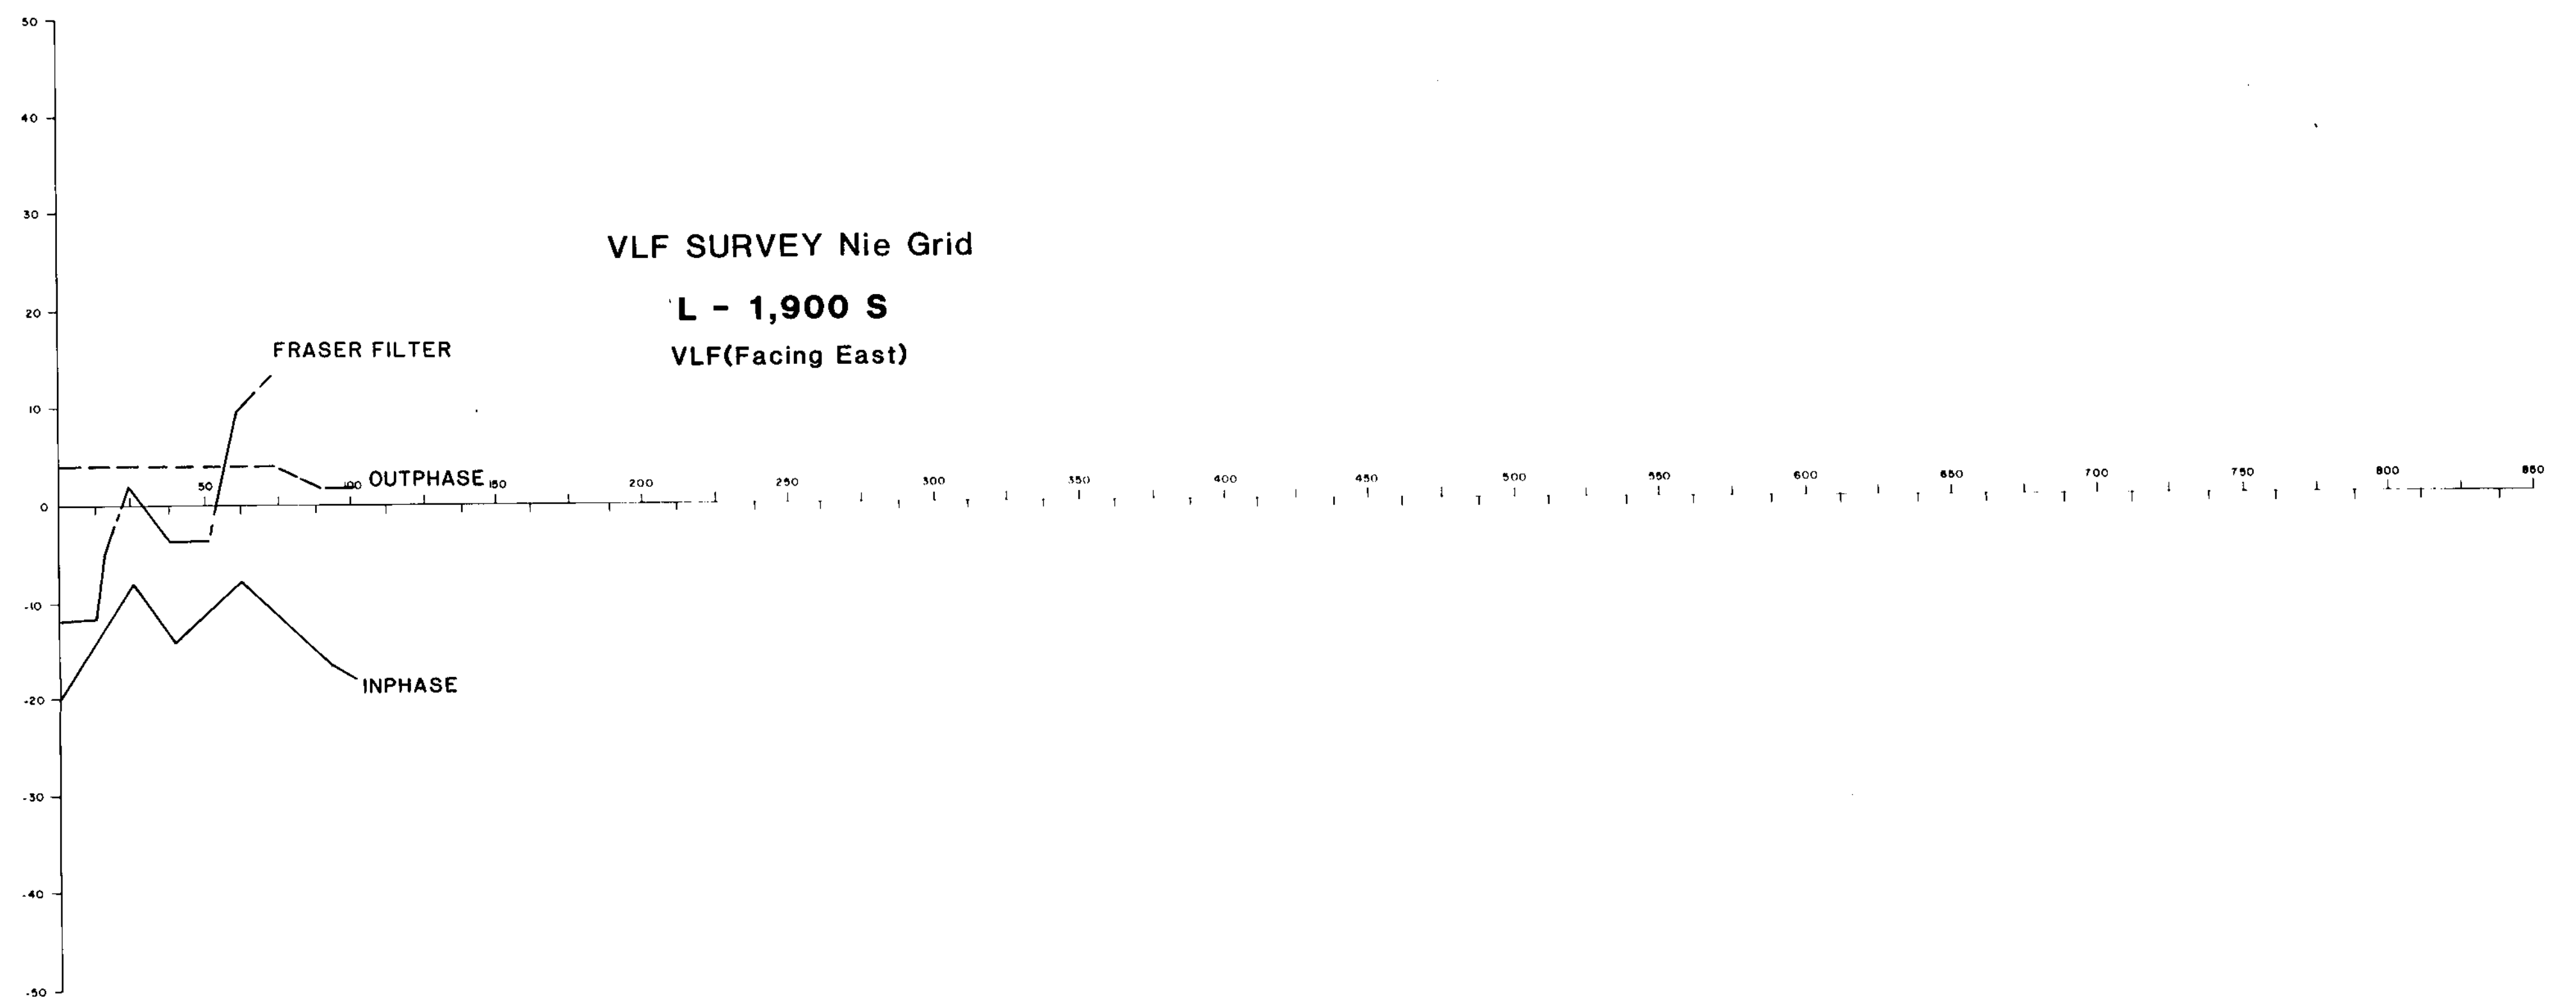 50
40
30
VLF SURVEY Nie Grid
L - 1,900 S
20
FRASER FILTER
VLF(Facing East)
10
OUTPHASE
50 100 150 200 250 300 350 400 450 500 550 600 650 700 750 800 850
0
-10
INPHASE
-20
-30
-40
-50